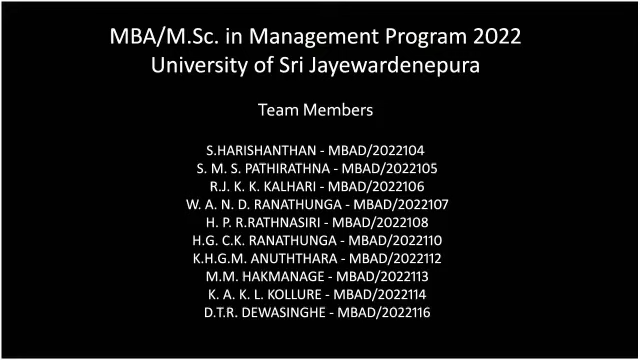 MBA/M.Sc. in Management Program 2022
University of Sri Jayewardenepura
Team Members
S.HARISHANTHAN - MBAD/2022104
S. M. S. PATHIRATHNA - MBAD/2022105
R.J. K. K. KALHARI - MBAD/2022106
W. A. N. D. RANATHUNGA - MBAD/2022107
H. P. R.RATHNASIRI - MBAD/2022108
H.G. C.K. RANATHUNGA - MBAD/2022110
K.H.G.M. ANUTHTHARA - MBAD/2022112
M.M. HAKMANAGE - MBAD/2022113
K. A. K. L. KOLLURE - MBAD/2022114
D.T.R. DEWASINGHE - MBAD/2022116